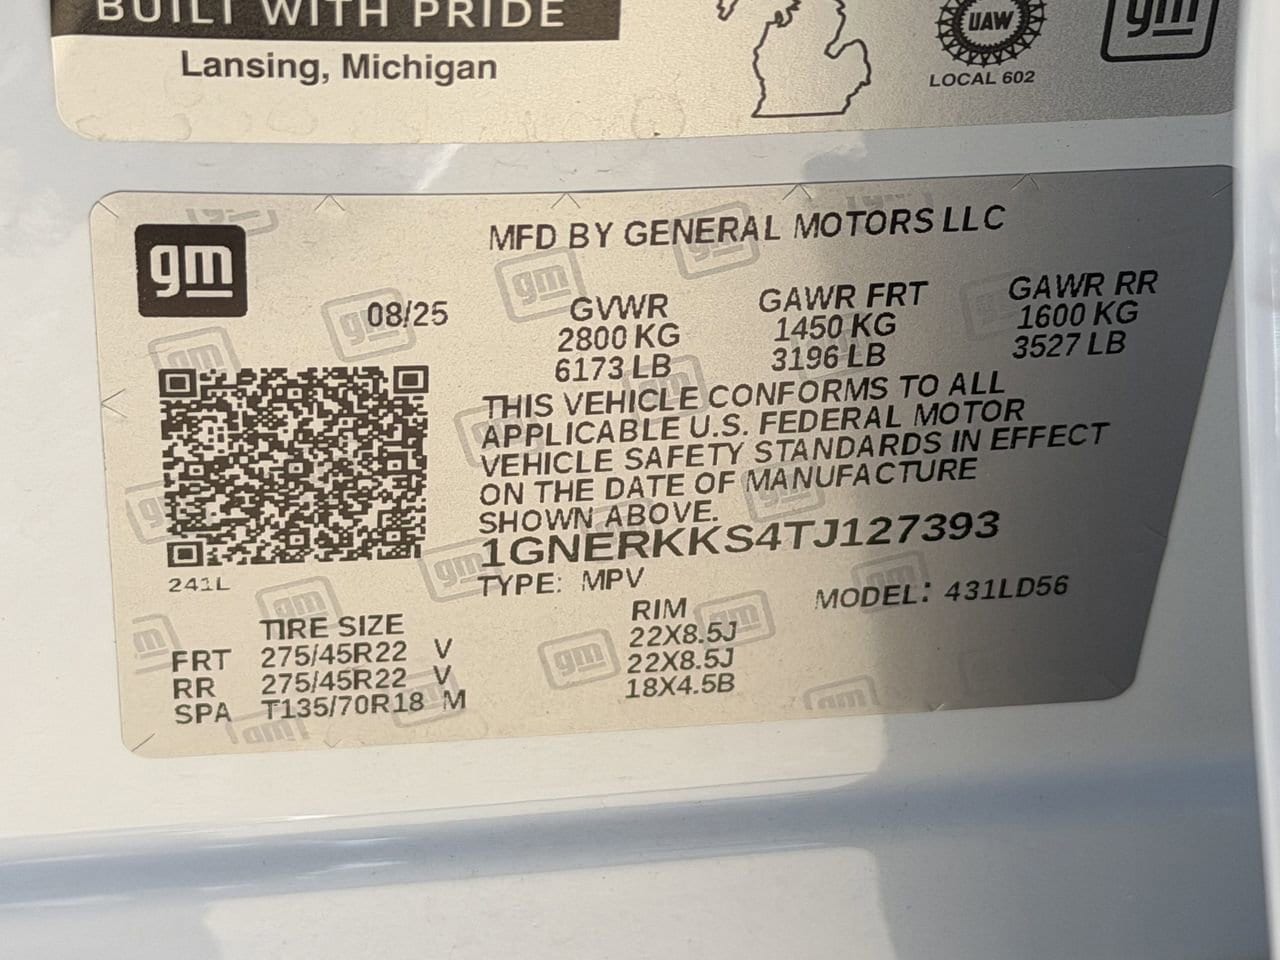 BUILT WITH PRIDE
Lansing, Michigan
UAW
LOCAL 602
gm
gm
MFD BY GENERAL MOTORS LLC
08/25
GVWR
2800 KG
6173 LB
GAWR FRT
1450 KG
3196 LB
GAWR RR
1600 KG
3527 LB
THIS VEHICLE CONFORMS TO ALL
APPLICABLE U.S. FEDERAL MOTOR
VEHICLE SAFETY STANDARDS IN EFFECT
ON THE DATE OF MANUFACTURE
SHOWN ABOVE.
1GNERKKS4TJ127393
TYPE: MPV
MODEL: 431LD56
241L
TIRE SIZE
RIM
FRT 275/45R22 V 22X8.5J
RR 275/45R22 V 22X8.5J
SPA T135/70R18 M 18X4.5B